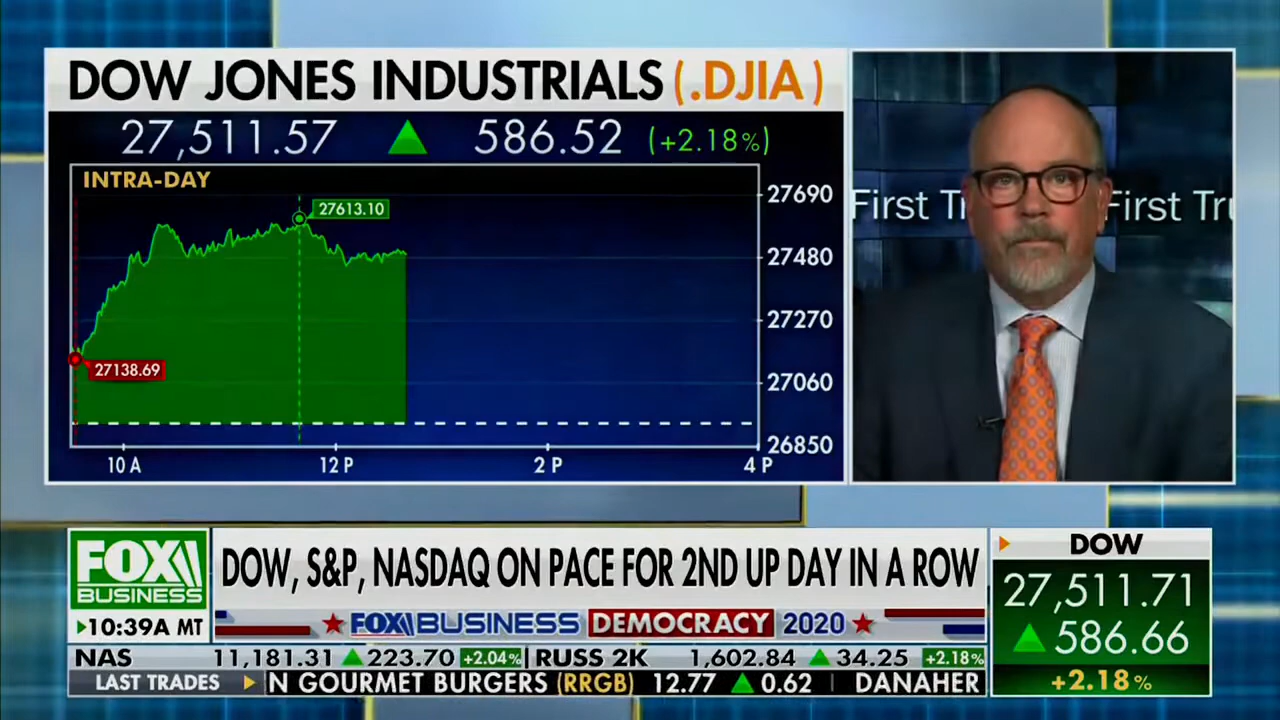 DOW JONES INDUSTRIALS (.DJIA)
27,511.57 ▲ 586.52 (+2.18%)
INTRA-DAY
27690
27613.10
27480
27270
27138.69
27060
26850
10 A 12 P 2 P 4 P
First Tr First Tru
FOX BUSINESS
10:39A MT
DOW, S&P, NASDAQ ON PACE FOR 2ND UP DAY IN A ROW
FOX BUSINESS DEMOCRACY 2020
DOW
27,511.71
▲ 586.66
+2.18%
NAS 11,181.31 ▲ 223.70 +2.04% RUSS 2K 1,602.84 ▲ 34.25 +2.18%
LAST TRADES N GOURMET BURGERS (RRGB) 12.77 ▲ 0.62 DANAHER